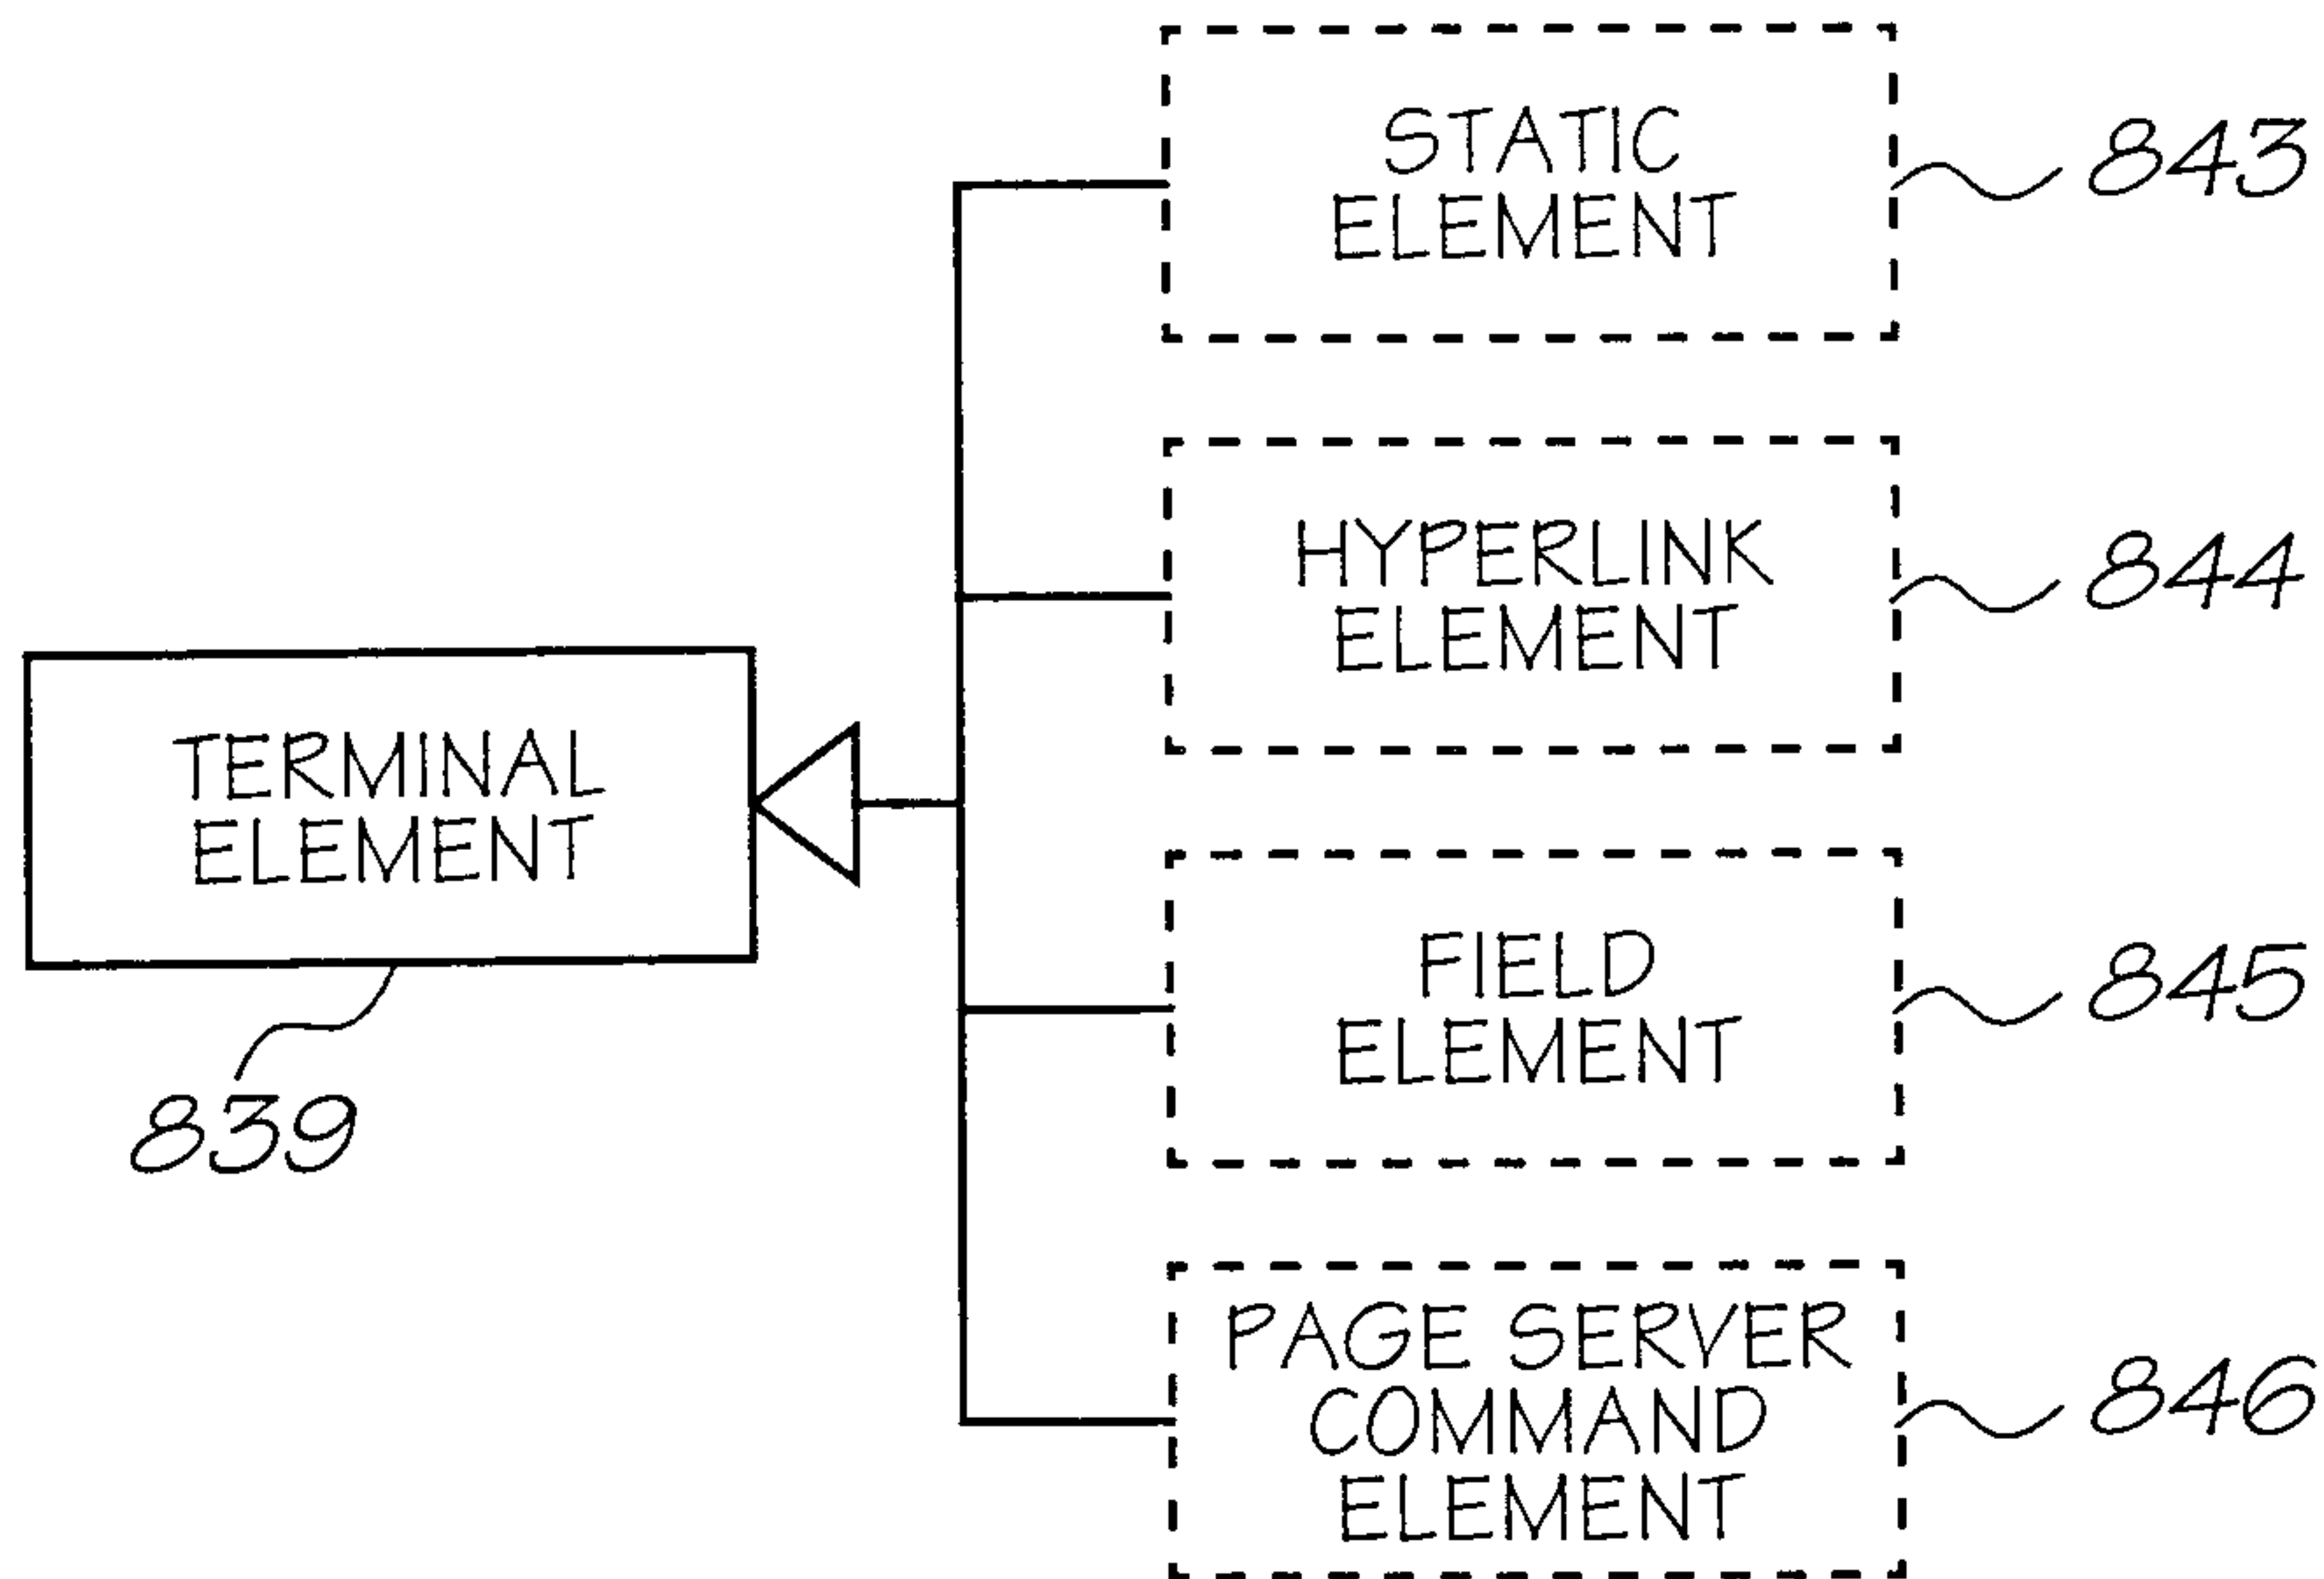 STATIC
ELEMENT
843
HYPERLINK
ELEMENT
844
TERMINAL
ELEMENT
839
FIELD
ELEMENT
845
PAGE SERVER
COMMAND
ELEMENT
846